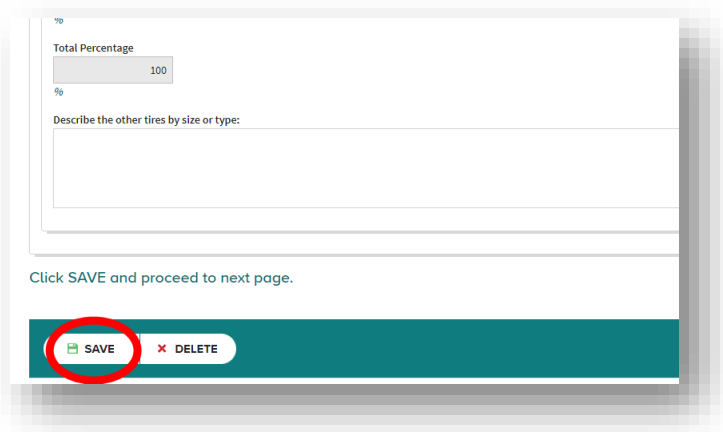 %
Total Percentage
100
%
Describe the other tires by size or type:
Click SAVE and proceed to next page.
SAVE
DELETE